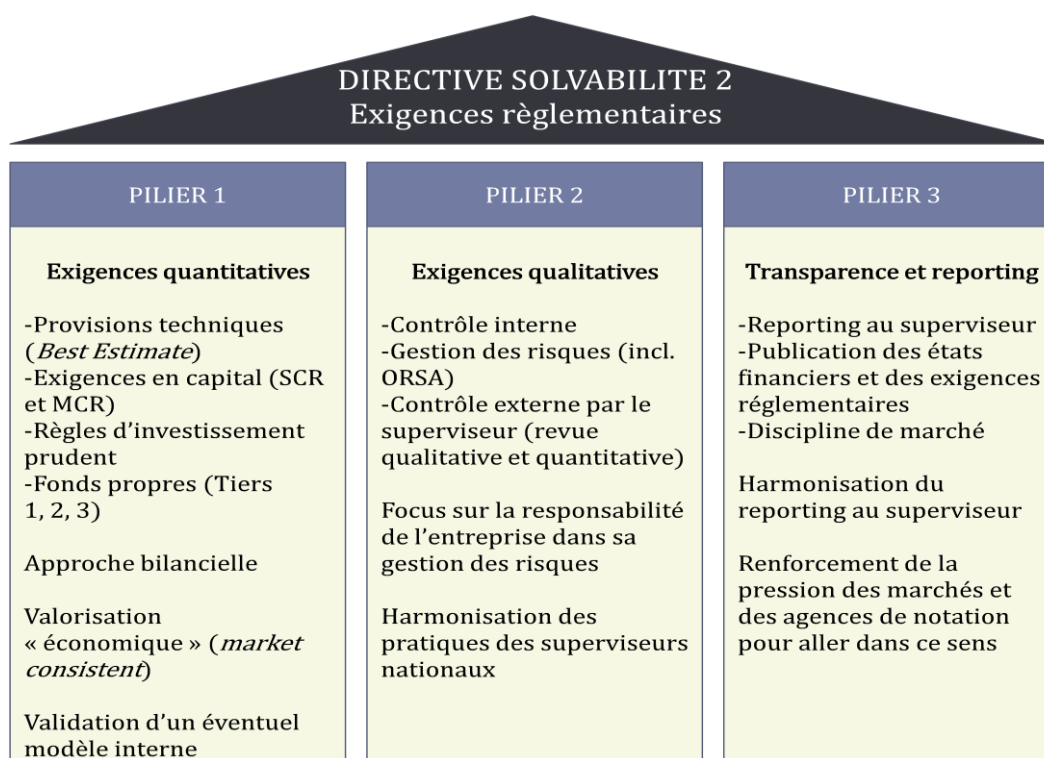 DIRECTIVE SOLVABILITE 2
Exigences règlementaires
PILIER 1
Exigences quantitatives
-Provisions techniques
(Best Estimate)
-Exigences en capital (SCR
et MCR)
-Règles d’investissement
prudent
-Fonds propres (Tiers
1, 2, 3)
Approche bilancielle
Valorisation
« économique » (market
consistent)
Validation d’un éventuel
modèle interne
PILIER 2
Exigences qualitatives
-Contrôle interne
-Gestion des risques (incl.
ORSA)
-Contrôle externe par le
superviseur (revue
qualitative et quantitative)
Focus sur la responsabilité
de l’entreprise dans sa
gestion des risques
Harmonisation des
pratiques des superviseurs
nationaux
PILIER 3
Transparence et reporting
-Reporting au superviseur
-Publication des états
financiers et des exigences
réglementaires
-Discipline de marché
Harmonisation du
reporting au superviseur
Renforcement de la
pression des marchés et
des agences de notation
pour aller dans ce sens